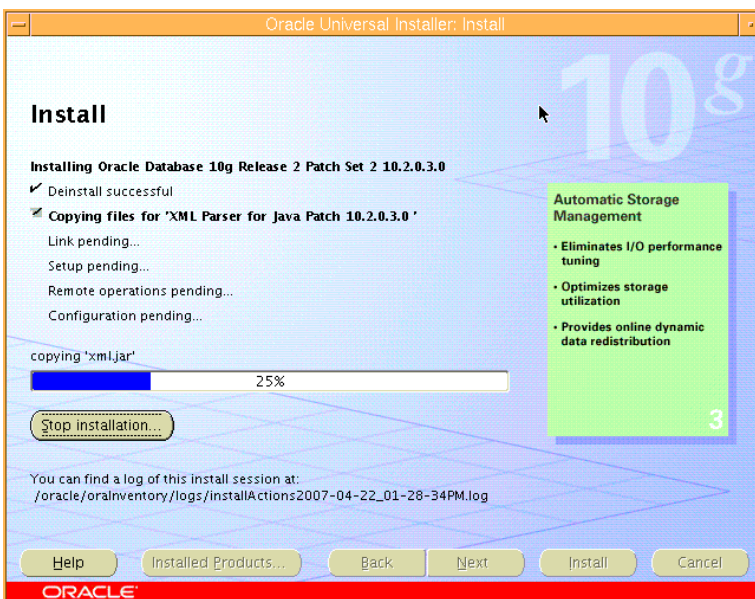 Oracle Universal Installer: Install
10g
Install
Installing Oracle Database 10g Release 2 Patch Set 2 10.2.0.3.0
Deinstall successful
Copying files for 'XML Parser for Java Patch 10.2.0.3.0 '
Link pending...
Setup pending...
Remote operations pending...
Configuration pending...
copying 'xml.jar'
25%
Stop installation...
Automatic Storage
Management
• Eliminates I/O performance
tuning
• Optimizes storage
utilization
• Provides online dynamic
data redistribution
3
You can find a log of this install session at:
/oracle/oraInventory/logs/installActions2007-04-22_01-28-34PM.log
Help Installed Products... Back Next Install Cancel
ORACLE